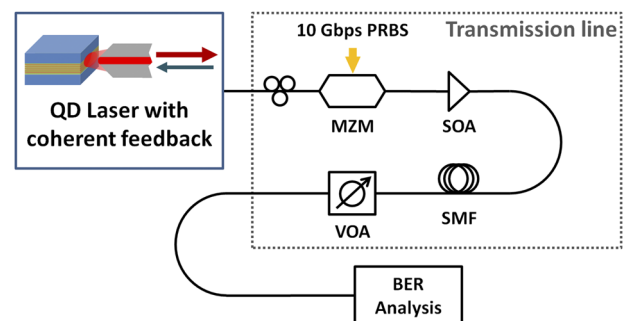 10 Gbps PRBS
Transmission line
QD Laser with
coherent feedback
MZM
SOA
VOA
SMF
BER
Analysis